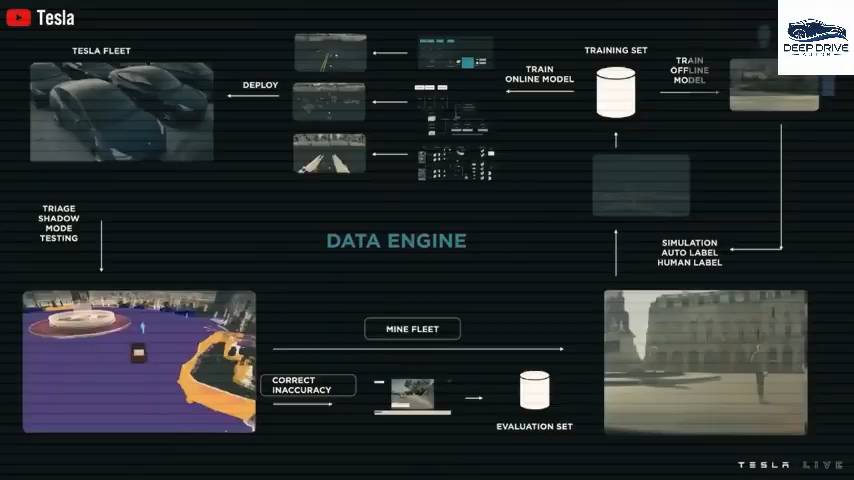 Tesla
TESLA FLEET
DEPLOY
TRAIN
ONLINE MODEL
TRAINING SET
TRAIN
OFFLINE
MODEL
DEEP DRIVE
TRIAGE
SHADOW
MODE
TESTING
DATA ENGINE
SIMULATION
AUTO LABEL
HUMAN LABEL
MINE FLEET
CORRECT
INACCURACY
EVALUATION SET
TESLA LIVE